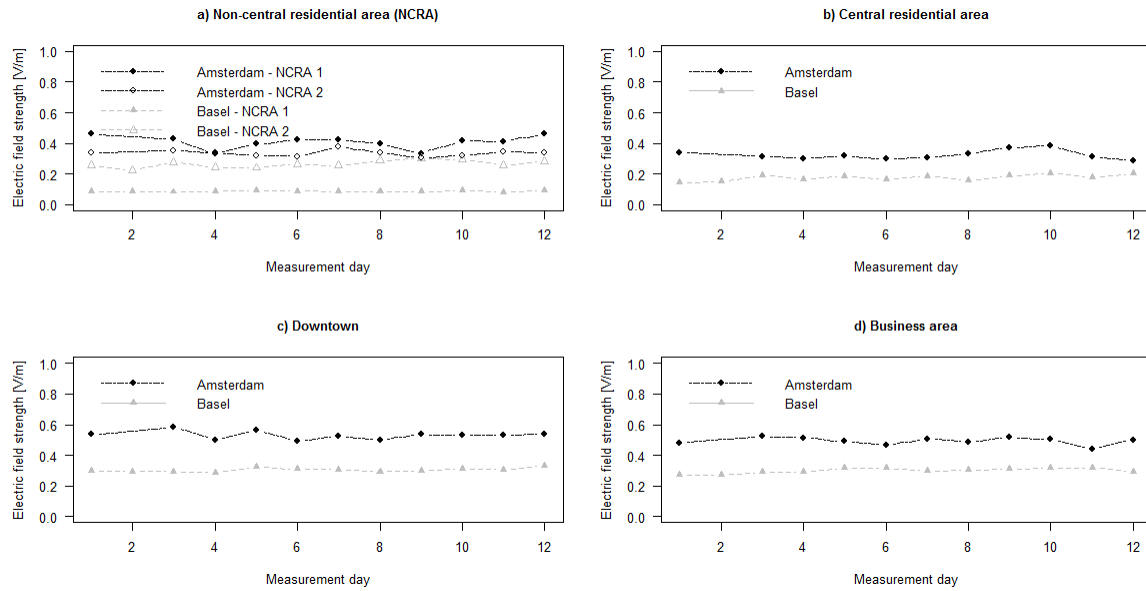 a) Non-central residential area (NCRA)
Electric field strength [V/m]
1.0
0.8
0.6
0.4
0.2
0.0
Amsterdam - NCRA 1
Amsterdam - NCRA 2
Basel - NCRA 1
Basel - NCRA 2
2 4 6 8 10 12
Measurement day
b) Central residential area
Electric field strength [V/m]
1.0
0.8
0.6
0.4
0.2
0.0
Amsterdam
Basel
2 4 6 8 10 12
Measurement day
c) Downtown
Electric field strength [V/m]
1.0
0.8
0.6
0.4
0.2
0.0
Amsterdam
Basel
2 4 6 8 10 12
Measurement day
d) Business area
Electric field strength [V/m]
1.0
0.8
0.6
0.4
0.2
0.0
Amsterdam
Basel
2 4 6 8 10 12
Measurement day